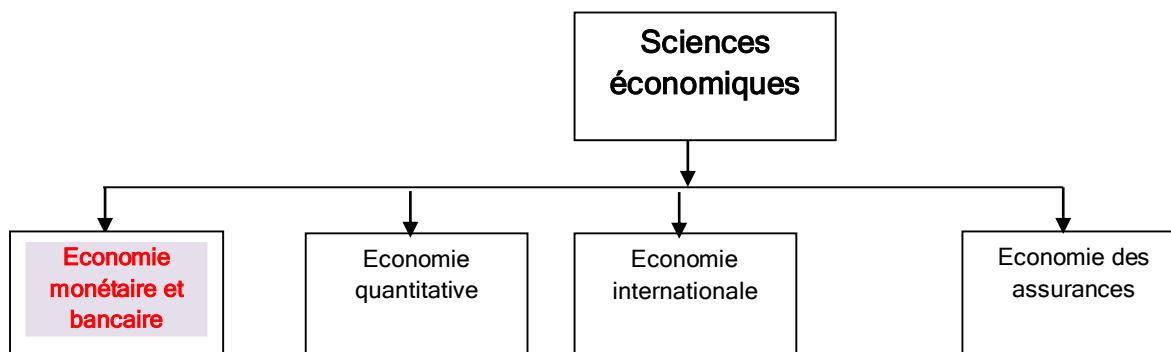 Sciences
économiques
Economie
monétaire et
bancaire
Economie
quantitative
Economie
internationale
Economie des
assurances